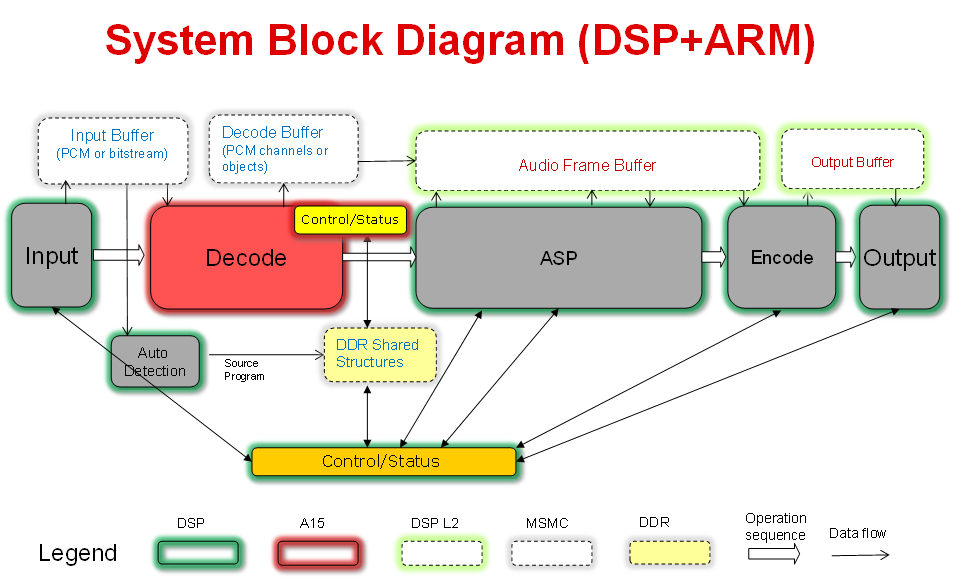 System Block Diagram (DSP+ARM)
Input Buffer
(PCM or bitstream)
Decode Buffer
(PCM channels or
objects)
Audio Frame Buffer
Output Buffer
Input
Decode
Control/Status
ASP
Encode
Output
Auto
Detection
Source
Program
DDR Shared
Structures
Control/Status
Legend
DSP
A15
DSP L2
MSMC
DDR
Operation
sequence
Data flow